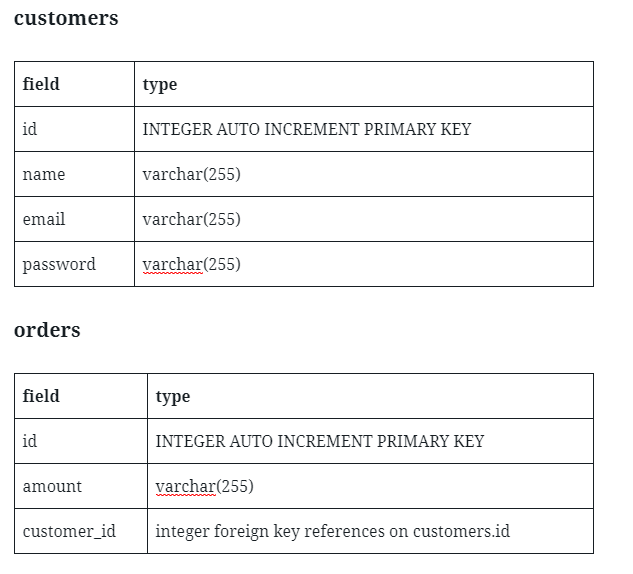 customers
field type
id INTEGER AUTO INCREMENT PRIMARY KEY
name varchar(255)
email varchar(255)
password varchar(255)
orders
field type
id INTEGER AUTO INCREMENT PRIMARY KEY
amount varchar(255)
customer_id integer foreign key references on customers.id